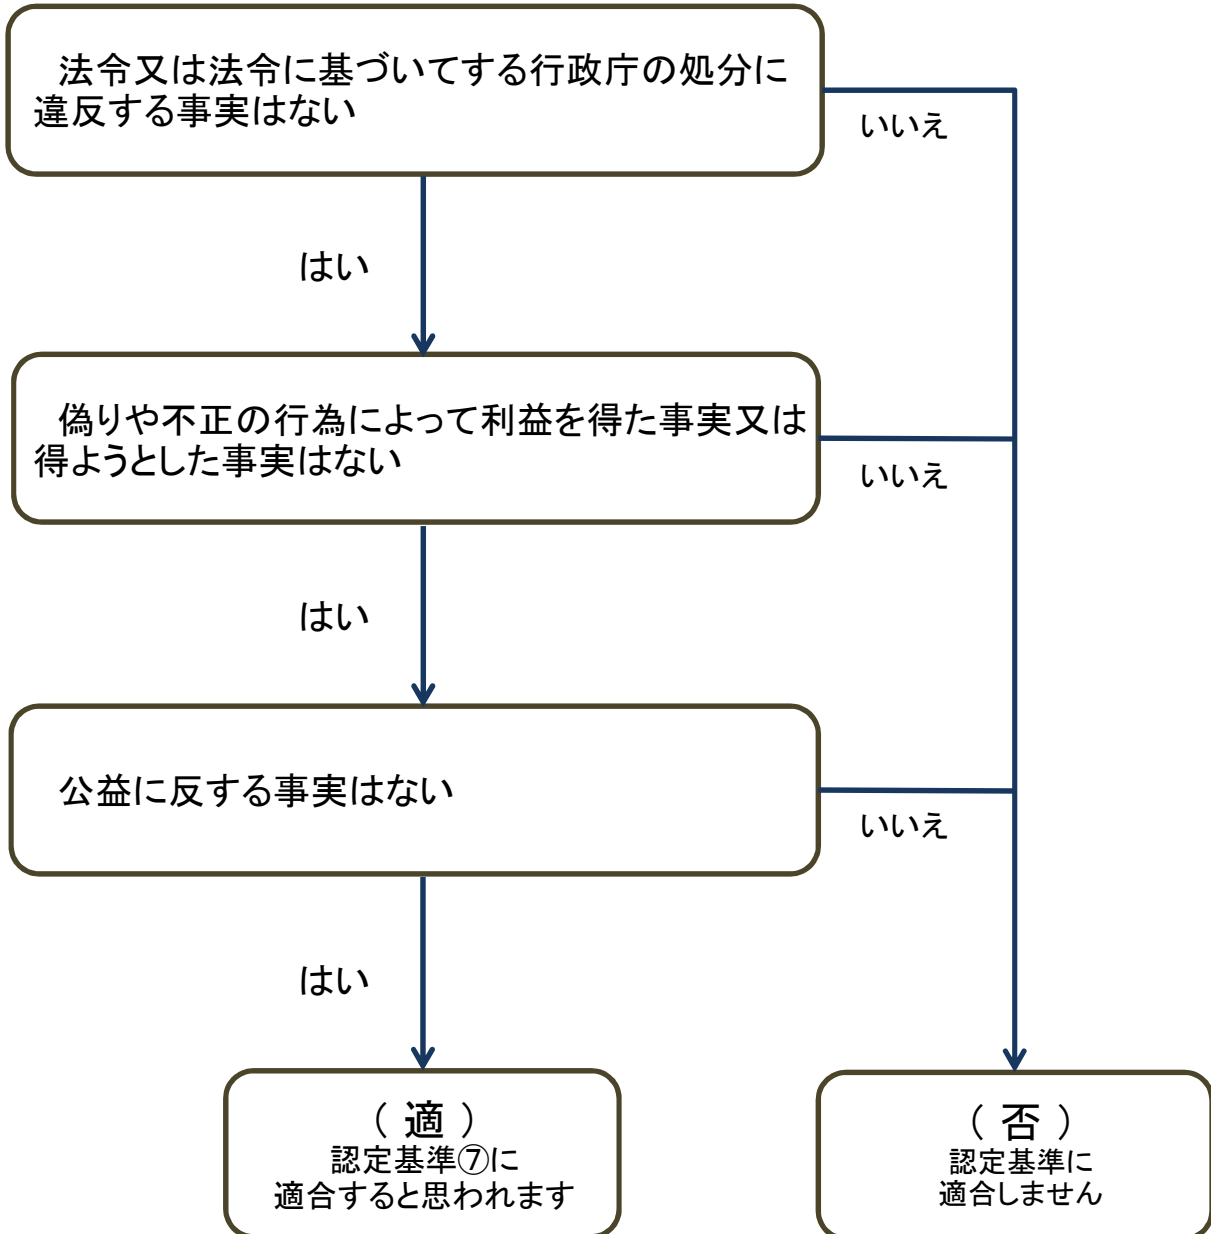 法令又は法令に基づいてする行政庁の処分に
違反する事実はない
いいえ
はい
偽りや不正の行為によって利益を得た事実又は
得ようとした事実はない
いいえ
はい
公益に反する事実はない
いいえ
はい
（ 適 ）
認定基準⑦に
適合すると思われます
（ 否 ）
認定基準に
適合しません